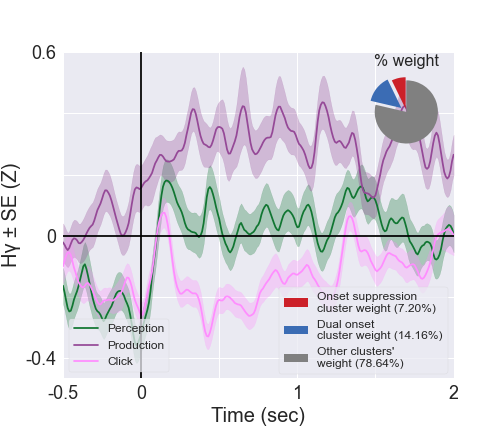 % weight
0.6
0
-0.4
Hγ ± SE (Z)
Perception
Production
Click
Onset suppression
cluster weight (7.20%)
Dual onset
cluster weight (14.16%)
Other clusters'
weight (78.64%)
-0.5
0
1
2
Time (sec)